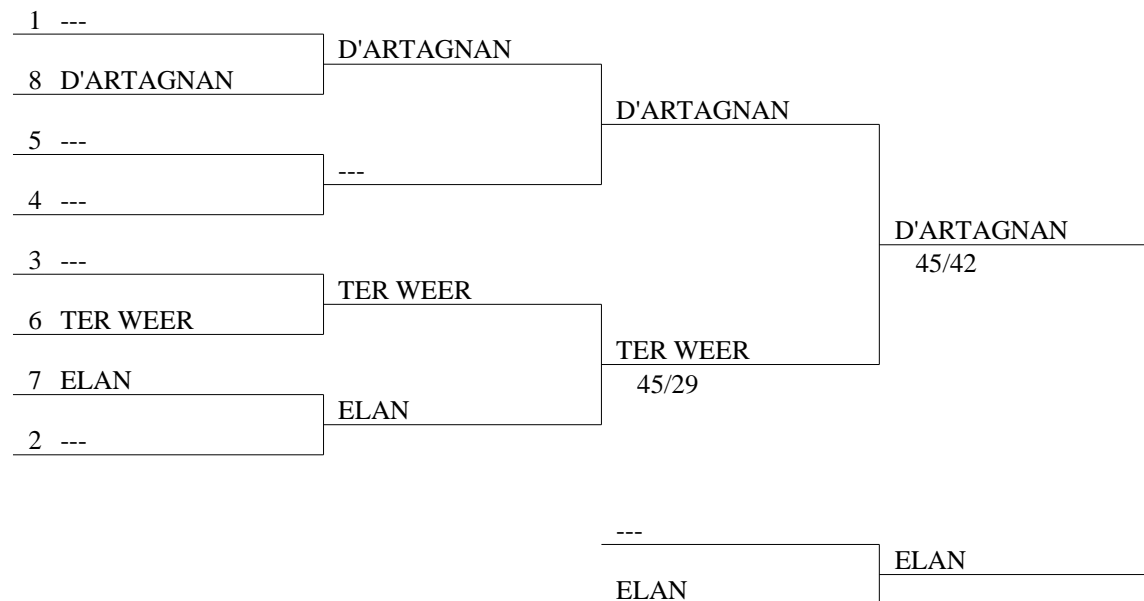 1 ---
D'ARTAGNAN
8 D'ARTAGNAN
D'ARTAGNAN
5 ---
---
4 ---
D'ARTAGNAN
45/42
3 ---
TER WEER
6 TER WEER
TER WEER
45/29
7 ELAN
ELAN
2 ---
---
ELAN
ELAN